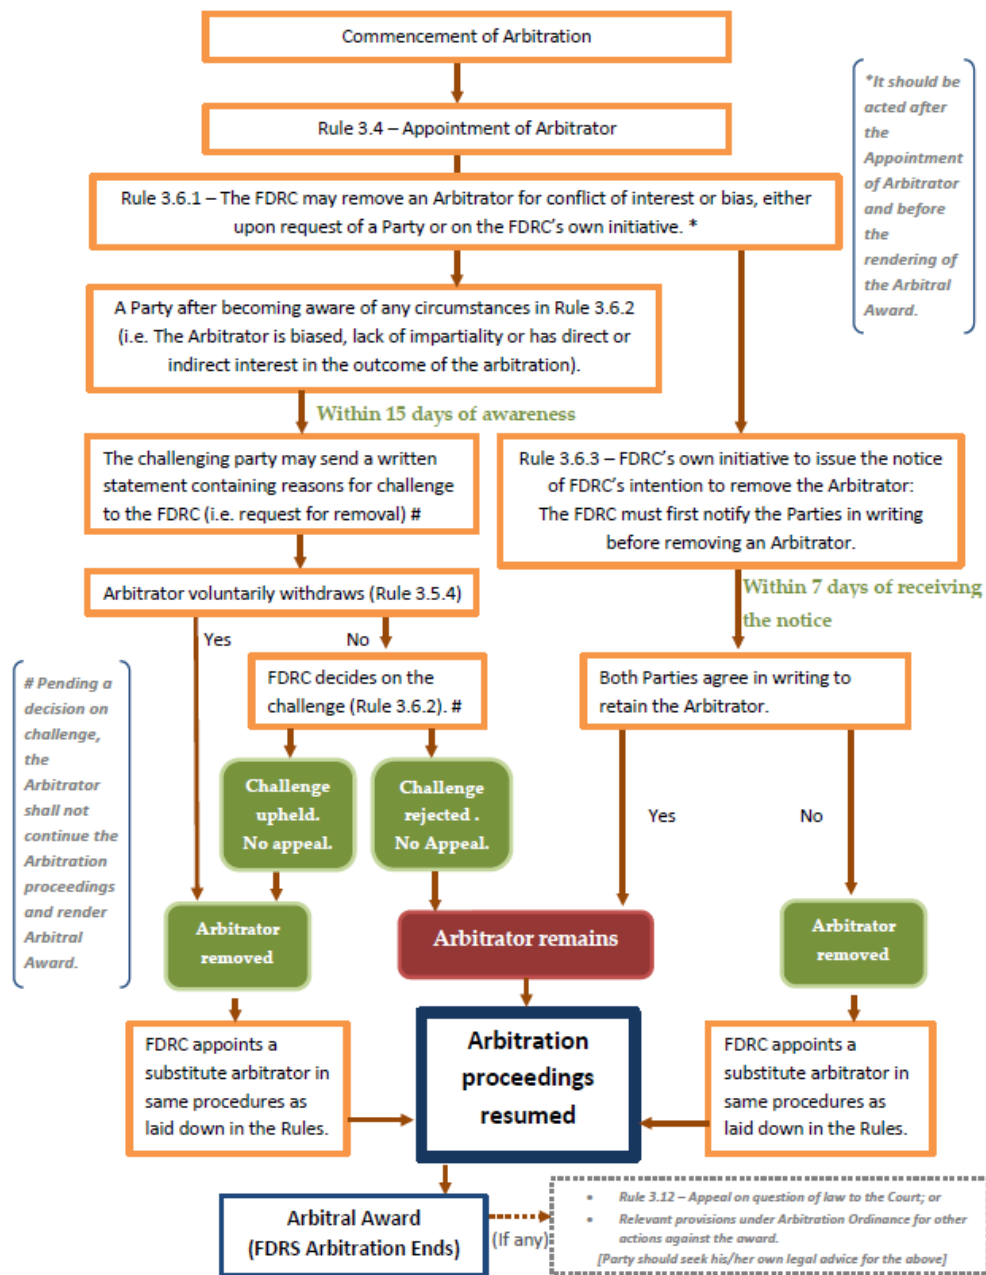 Commencement of Arbitration
Rule 3.4 – Appointment of Arbitrator
*It should be
acted after
the
Appointment
of Arbitrator
and before
the
rendering of
the Arbitral
Award.
Rule 3.6.1 – The FDRC may remove an Arbitrator for conflict of interest or bias, either
upon request of a Party or on the FDRC's own initiative. *
A Party after becoming aware of any circumstances in Rule 3.6.2
(i.e. The Arbitrator is biased, lack of impartiality or has direct or
indirect interest in the outcome of the arbitration).
Within 15 days of awareness
The challenging party may send a written
statement containing reasons for challenge
to the FDRC (i.e. request for removal) #
Rule 3.6.3 – FDRC's own initiative to issue the notice
of FDRC's intention to remove the Arbitrator:
The FDRC must first notify the Parties in writing
before removing an Arbitrator.
Arbitrator voluntarily withdraws (Rule 3.5.4)
Within 7 days of receiving
the notice
Yes
No
# Pending a
decision on
challenge,
the
Arbitrator
shall not
continue the
Arbitration
proceedings
and render
Arbitral
Award.
FDRC decides on the
challenge (Rule 3.6.2). #
Both Parties agree in writing to
retain the Arbitrator.
Challenge
upheld.
No appeal.
Challenge
rejected .
No Appeal.
Yes
No
Arbitrator
removed
Arbitrator remains
Arbitrator
removed
FDRC appoints a
substitute arbitrator in
same procedures as
laid down in the Rules.
Arbitration
proceedings
resumed
FDRC appoints a
substitute arbitrator in
same procedures as
laid down in the Rules.
Arbitral Award
(FDRS Arbitration Ends)
(If any)
• Rule 3.12 – Appeal on question of law to the Court; or
• Relevant provisions under Arbitration Ordinance for other
actions against the award.
[Party should seek his/her own legal advice for the above]